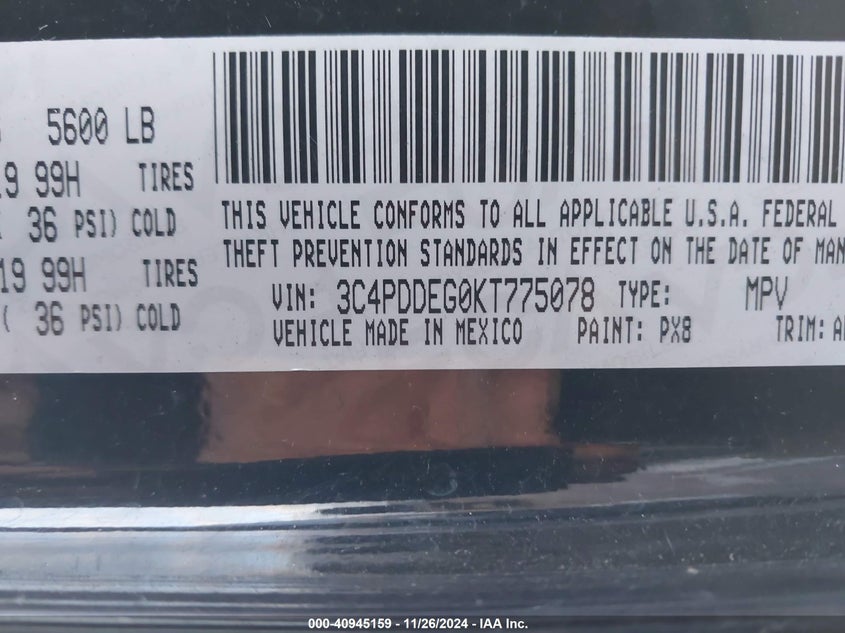 5600 LB
19 99H TIRES
36 PSI) COLD
19 99H TIRES
( 36 PSI) COLD
THIS VEHICLE CONFORMS TO ALL APPLICABLE U.S.A. FEDERAL
THEFT PREVENTION STANDARDS IN EFFECT ON THE DATE OF MAN
VIN: 3C4PDDEG0KT775078 TYPE: MPV
VEHICLE MADE IN MEXICO PAINT: PX8 TRIM: A
000-40945159 - 11/26/2024 - IAA Inc.